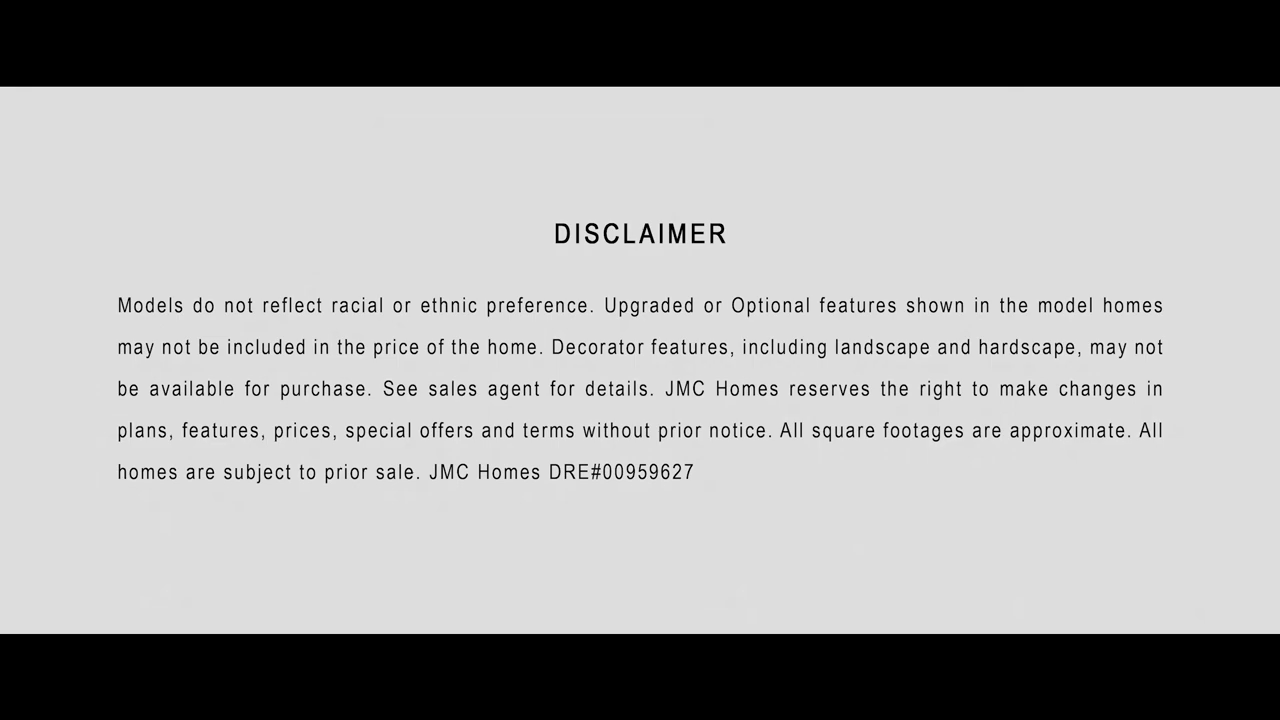 DISCLAIMER
Models do not reflect racial or ethnic preference. Upgraded or Optional features shown in the model homes
may not be included in the price of the home. Decorator features, including landscape and hardscape, may not
be available for purchase. See sales agent for details. JMC Homes reserves the right to make changes in
plans, features, prices, special offers and terms without prior notice. All square footages are approximate. All
homes are subject to prior sale. JMC Homes DRE#00959627